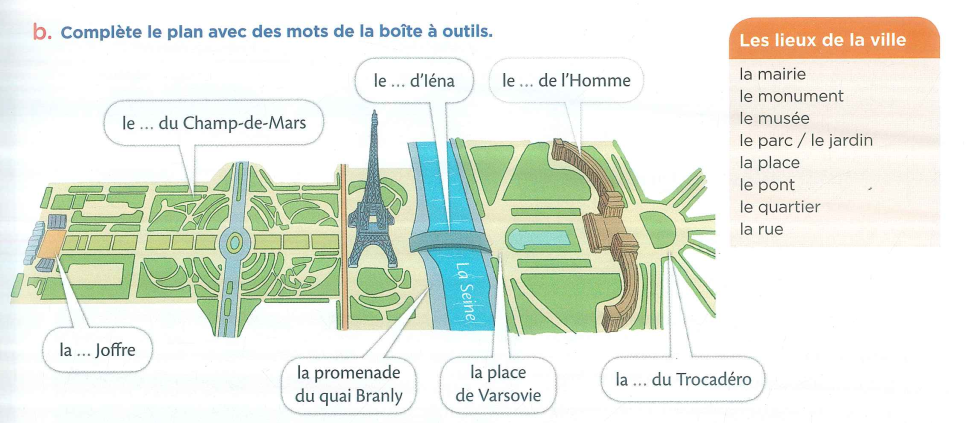 b. Complète le plan avec des mots de la boîte à outils.
le ... d'Iéna
le ... de l'Homme
le ... du Champ-de-Mars
La Seine
la ... Joffre
la promenade
du quai Branly
la place
de Varsovie
la ... du Trocadéro
Les lieux de la ville
la mairie
le monument
le musée
le parc / le jardin
la place
le pont
le quartier
la rue